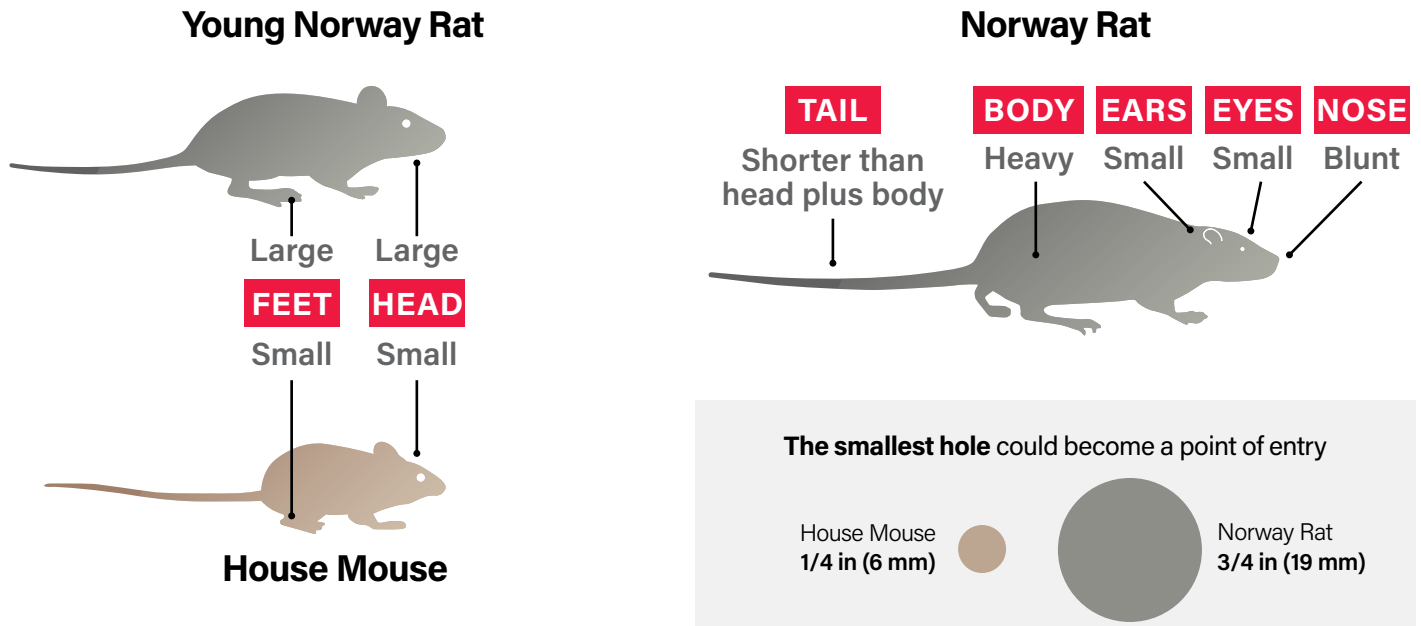 Young Norway Rat
Large
Large
FEET
HEAD
Small
Small
House Mouse
Norway Rat
TAIL
Shorter than
head plus body
BODY
Heavy
EARS
Small
EYES
Small
NOSE
Blunt
The smallest hole could become a point of entry
House Mouse
1/4 in (6 mm)
Norway Rat
3/4 in (19 mm)